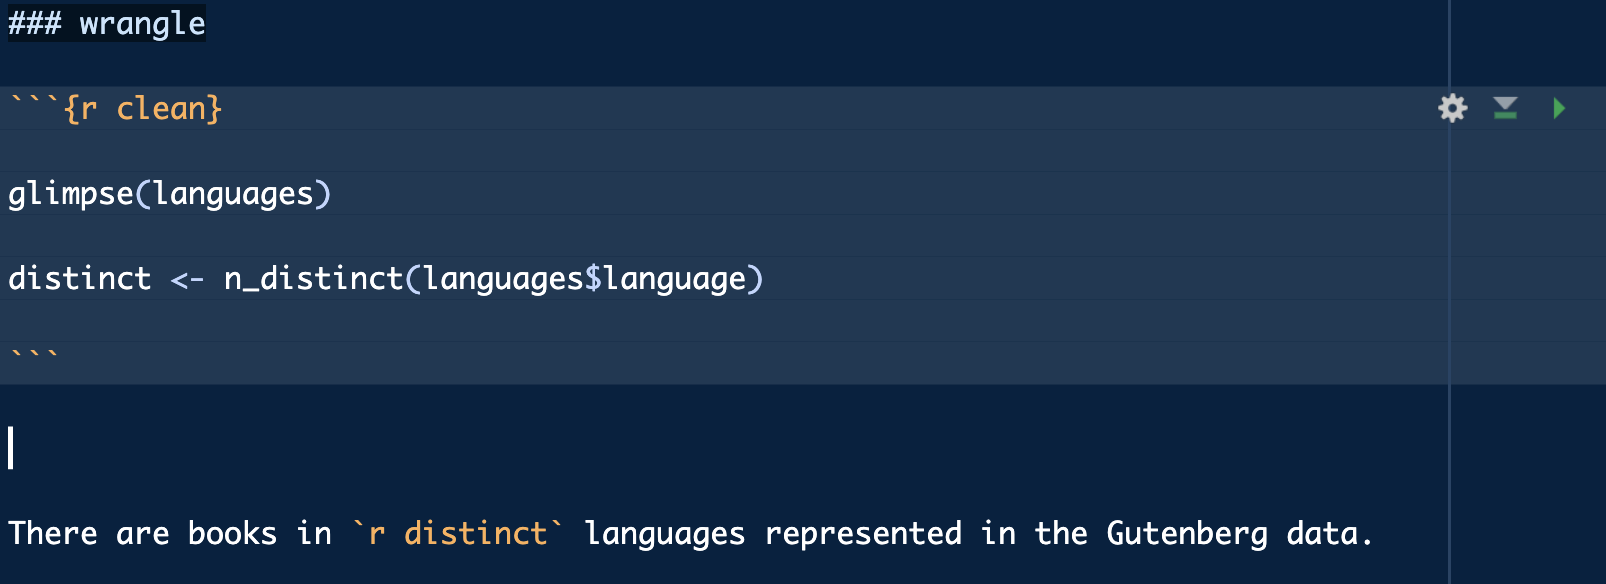 ### wrangle
```{r clean}
glimpse(languages)
distinct <- n_distinct(languages$language)
```
There are books in `r distinct` languages represented in the Gutenberg data.